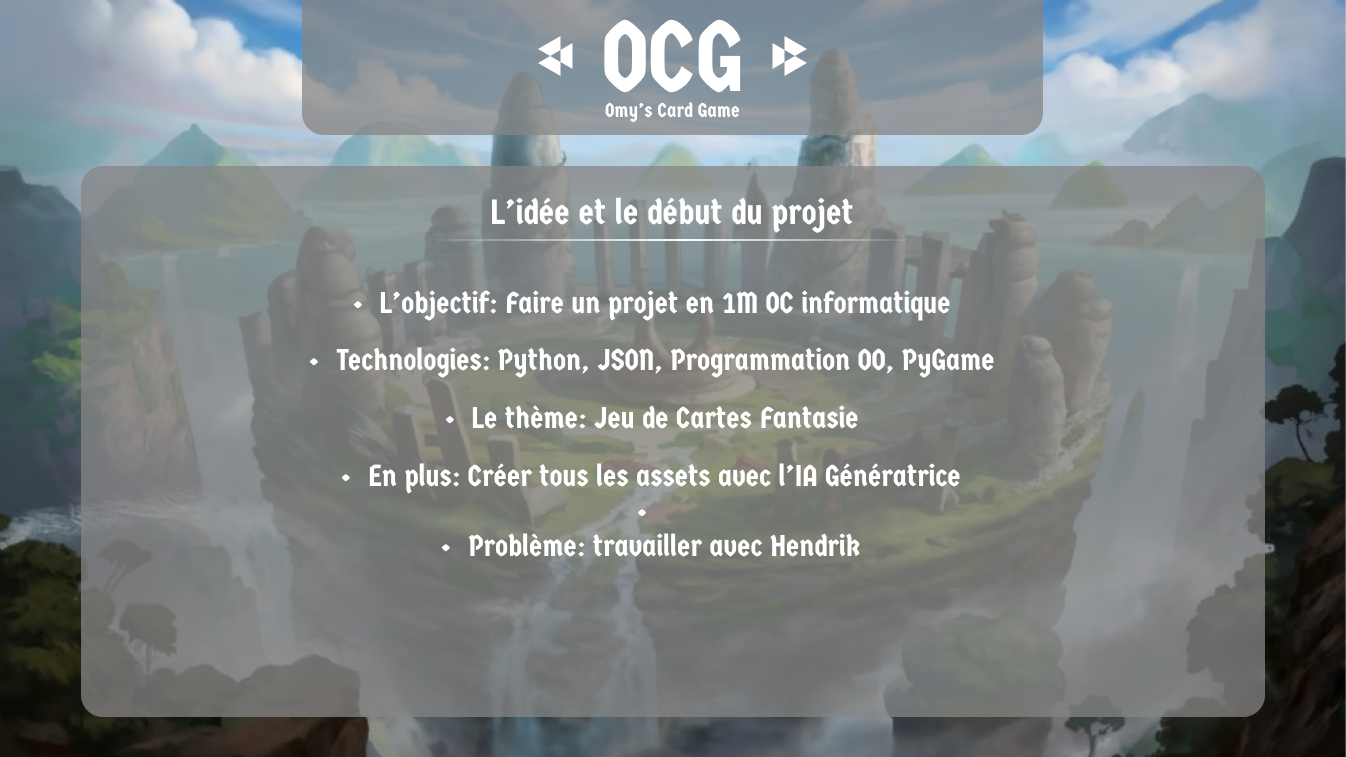 OCG
Omy's Card Game
L'idée et le début du projet
L'objectif: Faire un projet en 1M OC informatique
Technologies: Python, JSON, Programmation OO, PyGame
Le thème: Jeu de Cartes Fantasie
En plus: Créer tous les assets avec l'IA Génératrice
Problème: travailler avec Hendrik